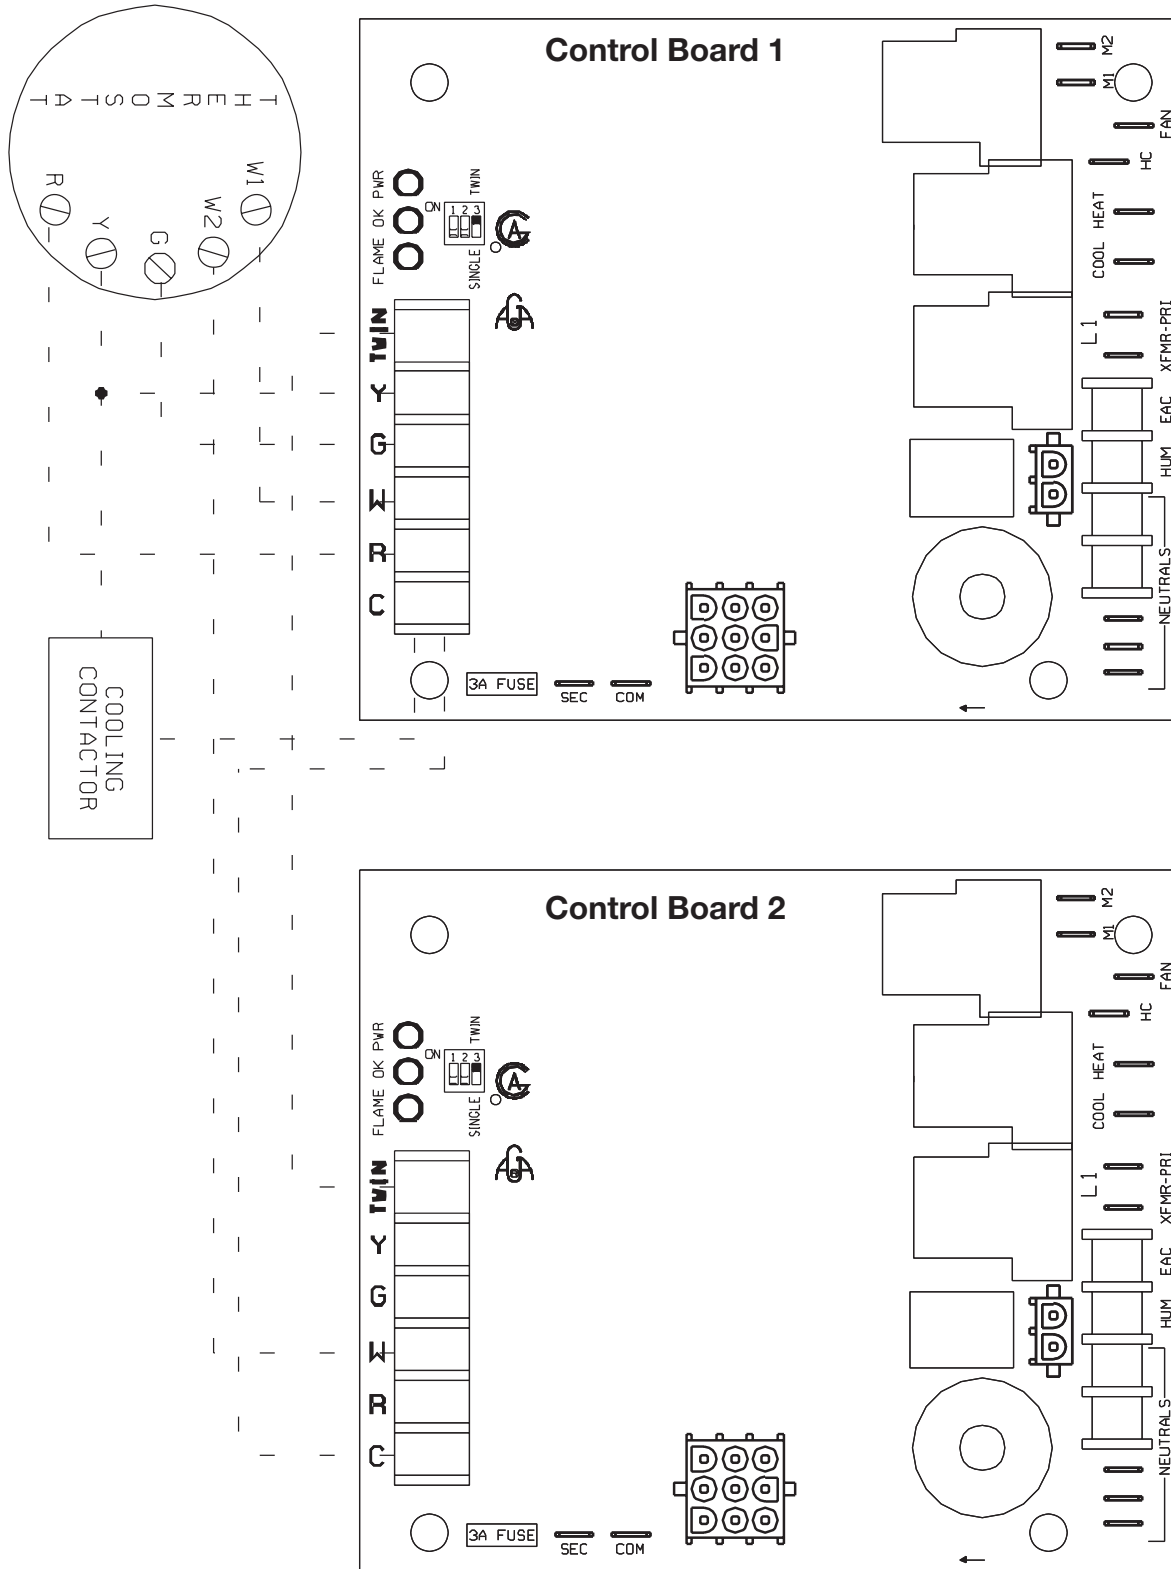 THERMOSTAT
R
Y
G
W2
W1
COOLING
CONTACTOR
Control Board 1
M2
M1
FAN
HC
HEAT
COOL
L1
XFMR-PRI
EAC
HUM
NEUTRALS
PWR
OK
FLAME
ON
1 2 3
TWIN
SINGLE
TWIN
Y
G
W
R
C
3A FUSE
SEC
COM
Control Board 2
M2
M1
FAN
HC
HEAT
COOL
L1
XFMR-PRI
EAC
HUM
NEUTRALS
PWR
OK
FLAME
ON
1 2 3
TWIN
SINGLE
TWIN
Y
G
W
R
C
3A FUSE
SEC
COM